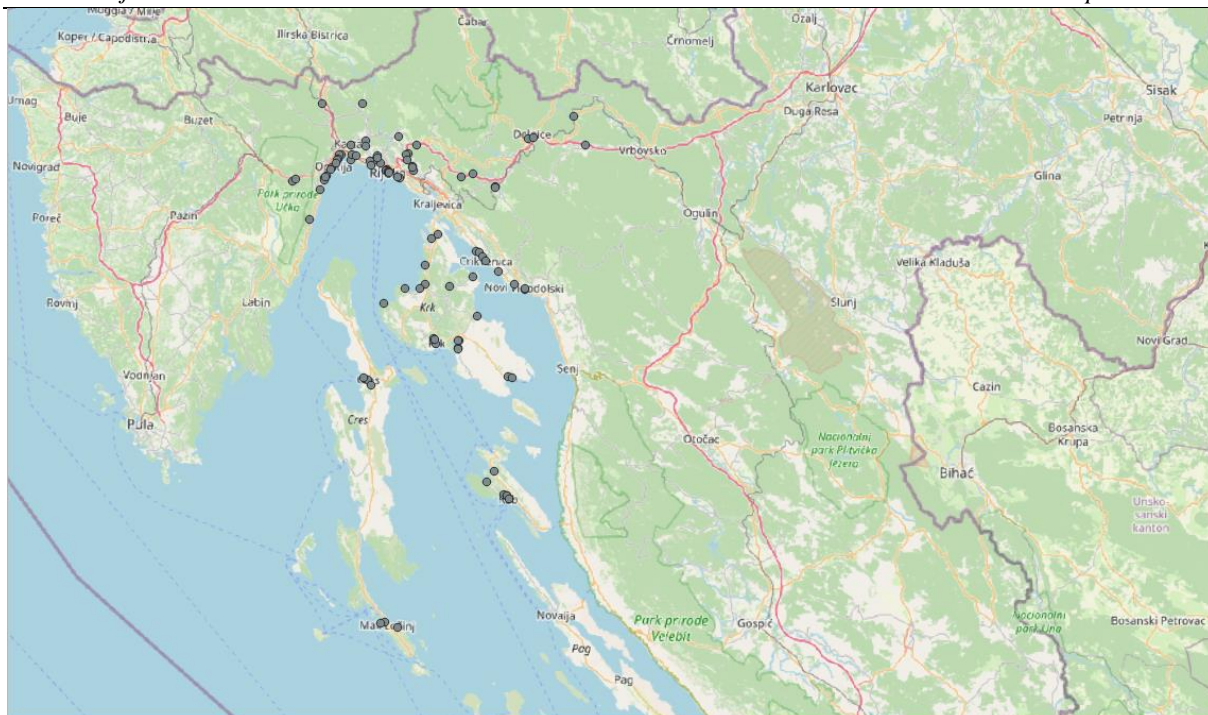 Koper / Capodistria
Ilirska Bistrica
Čabar
Črnomelj
Ozalj
Karlovac
Duga Resa
Sisak
Petrinja
Umag
Buje
Buzet
Vrbovsko
Glina
Novigrad
Park prirode
Učka
Kraljevica
Ogulin
Poreč
Pazin
Velika Kladuša
Novi Vinodolski
Rovinj
Labin
Krk
Slunj
Novi Grad
Senj
Vodnjan
Cazin
Pula
Cres
Otočac
Nacionalni
park Plitvička
jezera
Bosanska
Krupa
Bihać
Unsko-
sanski
kanton
Novalja
Park prirode
Velebit
Gospić
Nacionalni
park Una
Bosanski Petrovac
Pag
Pag